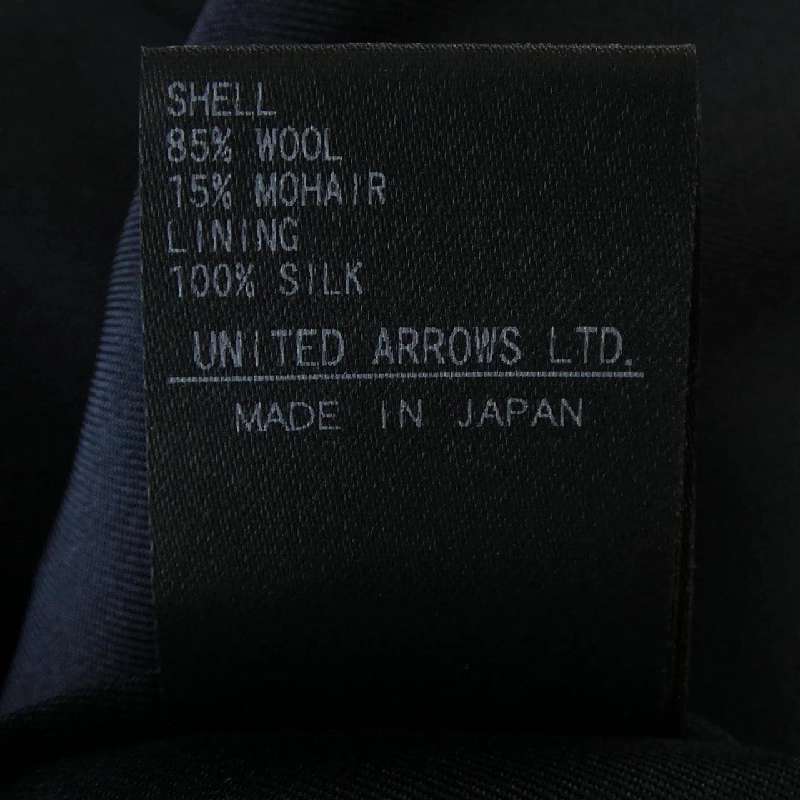 SHELL
85% WOOL
15% MOHAIR
LINING
100% SILK
UNITED ARROWS LTD.
MADE IN JAPAN